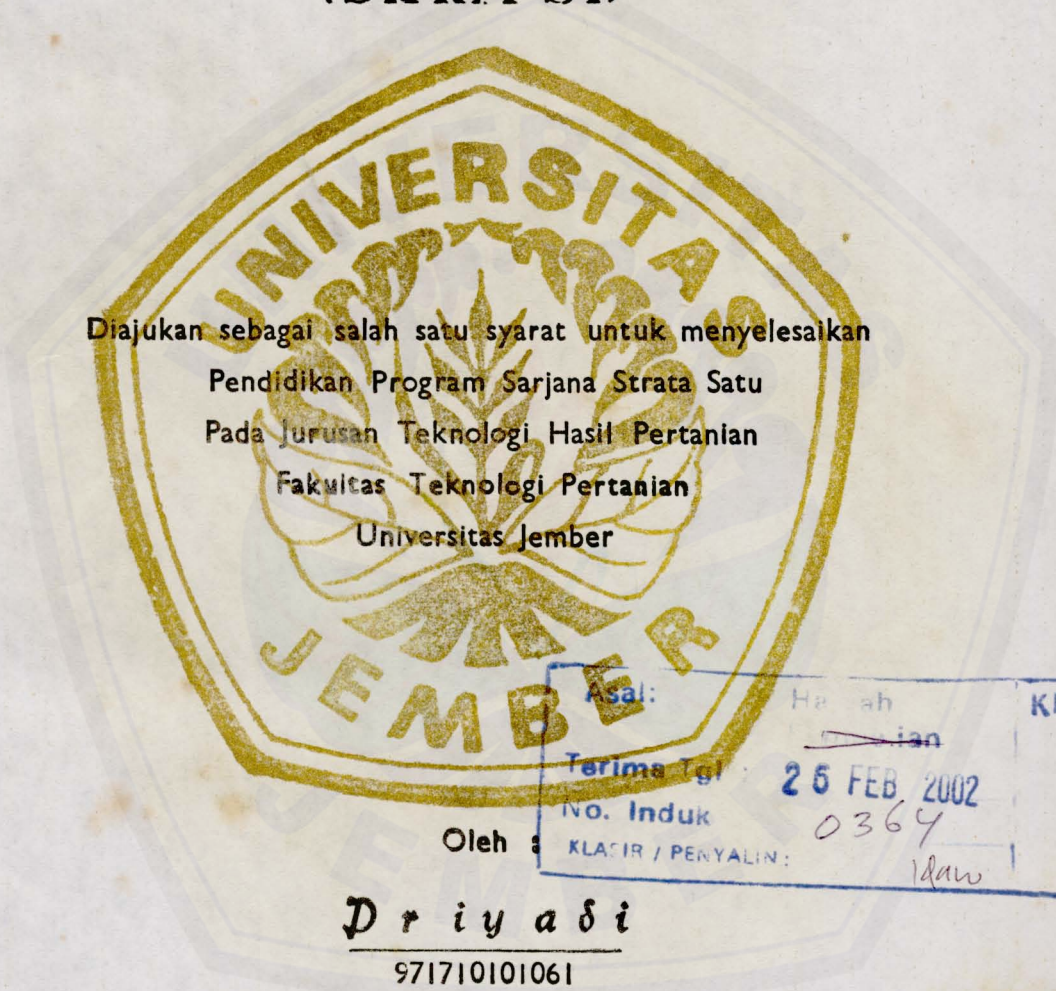 UNIVERSITAS
Diajukan sebagai salah satu syarat untuk menyelesaikan
Pendidikan Program Sarjana Strata Satu
Pada Jurusan Teknologi Hasil Pertanian
Fakultas Teknologi Pertanian
Universitas Jember
JEMBER
Asal:
Terima Tgl :
25 FEB 2002
No. Induk
0364
KLASIR / PENYALIN:
Oleh :
Driyadi
971710101061